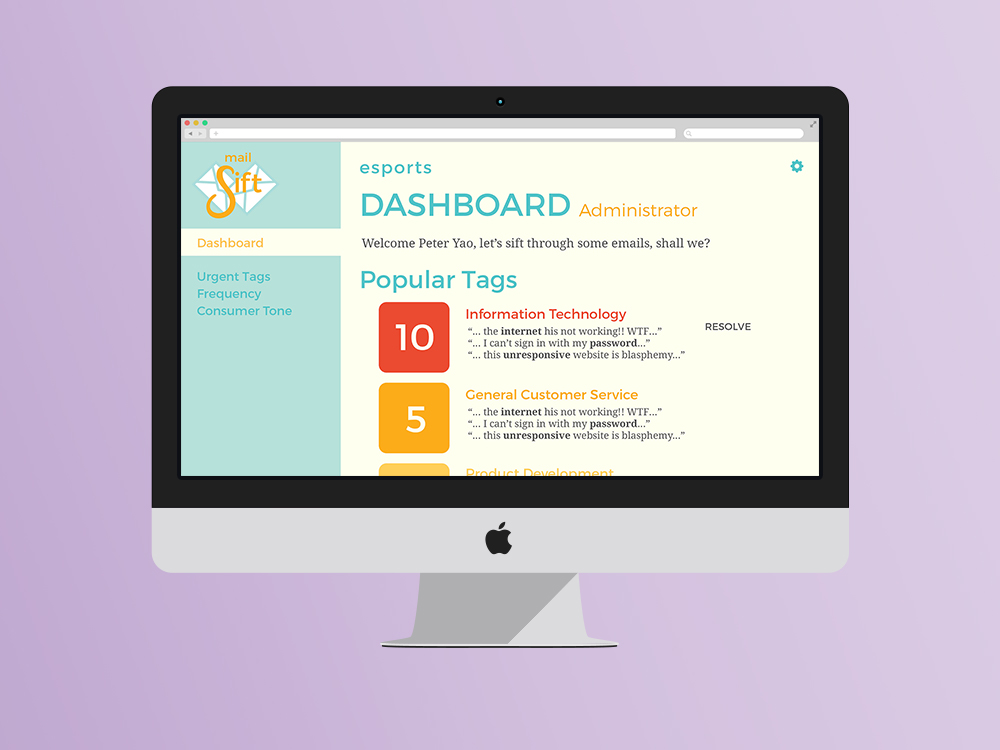 mail
Sift
Dashboard
Urgent Tags
Frequency
Consumer Tone
esports
DASHBOARD Administrator
Welcome Peter Yao, let’s sift through some emails, shall we?
Popular Tags
10
Information Technology
“... the internet his not working!! WTF...”
“... I can’t sign in with my password...”
“... this unresponsive website is blasphemy...”
RESOLVE
5
General Customer Service
“... the internet his not working!! WTF...”
“... I can’t sign in with my password...”
“... this unresponsive website is blasphemy...”
Product Development